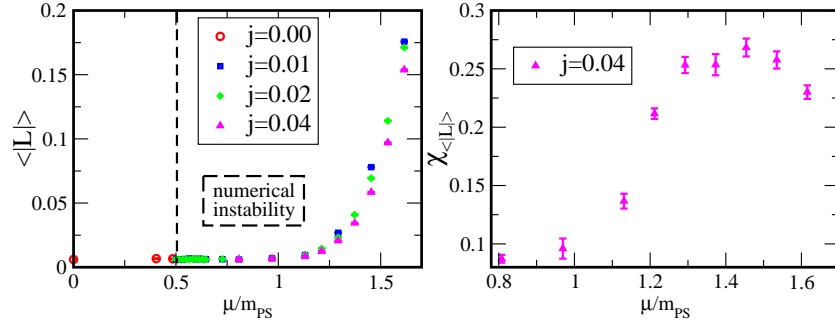 0.2
0.15
0.1
0.05
0
<|L|>
j=0.00
j=0.01
j=0.02
j=0.04
numerical
instability
0 0.5 1 1.5
μ/m_PS
0.3
0.25
0.2
0.15
0.1
χ_<|L|>
j=0.04
0.8 1 1.2 1.4 1.6
μ/m_PS